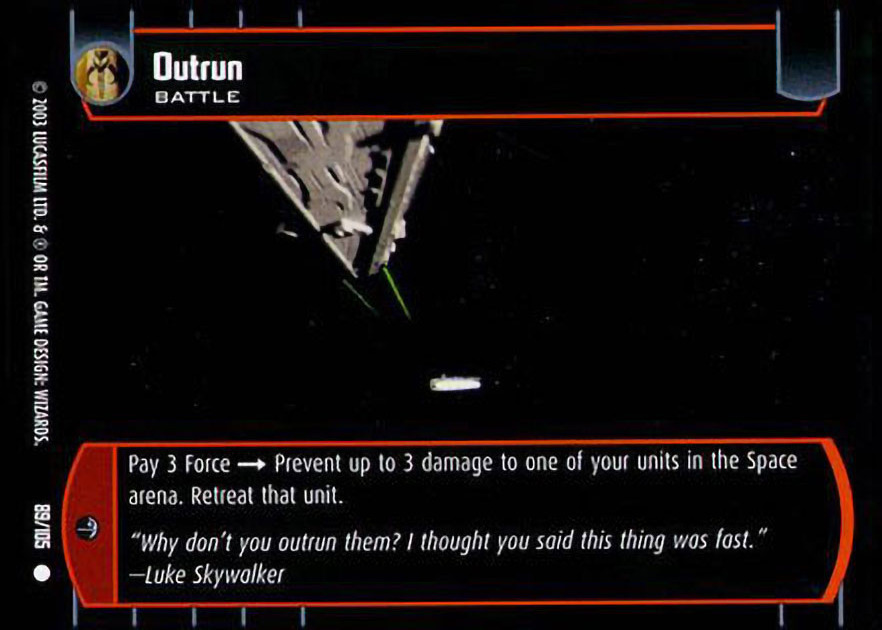 Outrun
BATTLE
Pay 3 Force → Prevent up to 3 damage to one of your units in the Space
arena. Retreat that unit.
"Why don't you outrun them? I thought you said this thing was fast."
—Luke Skywalker
© 2003 LUCASFILM LTD. & ® OR TM. GAME DESIGN: WIZARDS.
89/105